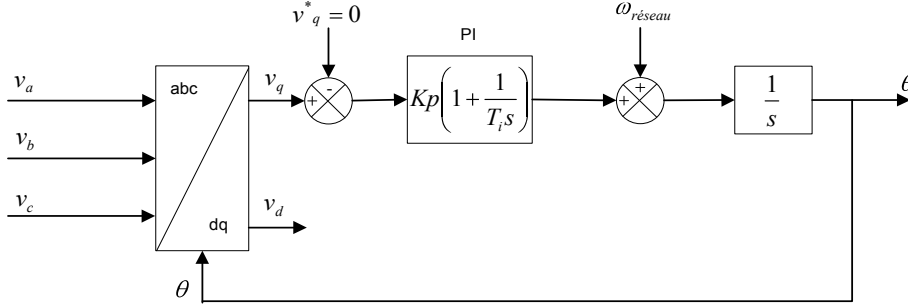 v*q = 0
ωréseau
PI
va
abc
vq
+
-
Kp(1 + 1/Tis)
+
+
1/s
θ
vb
vc
dq
vd
θ